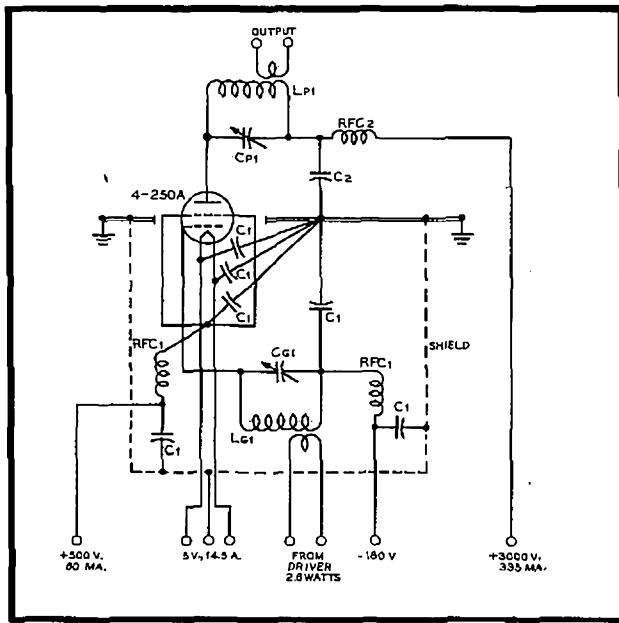 OUTPUT
LP1
RFC2
CP1
C2
4-250A
C1
C1
C1
C1
RFC1
CG1
RFC1
SHIELD
LG1
C1
C1
+500 V.
60 MA.
5V., 14.5 A.
FROM
DRIVER
2.6 WATTS
-180 V
+3000 V.
335 MA.